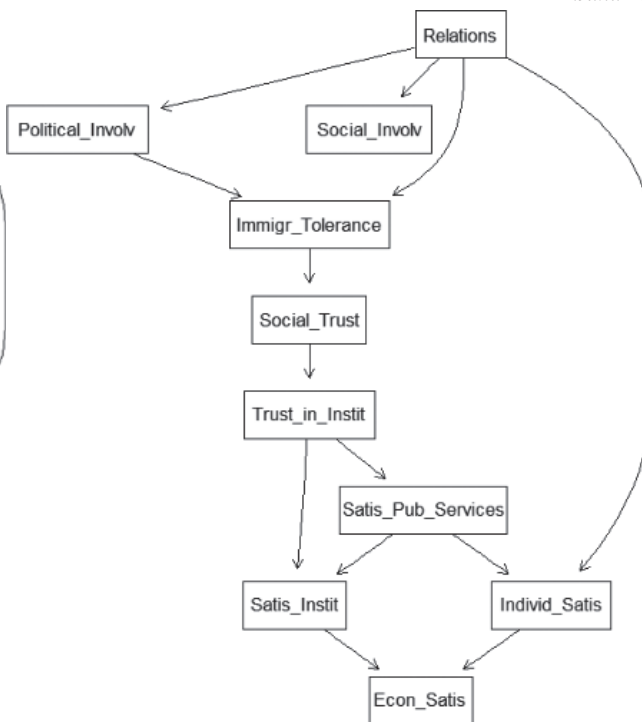 Relations
Political_Involv
Social_Involv
Immigr_Tolerance
Social_Trust
Trust_in_Instit
Satis_Pub_Services
Satis_Instit
Individ_Satis
Econ_Satis